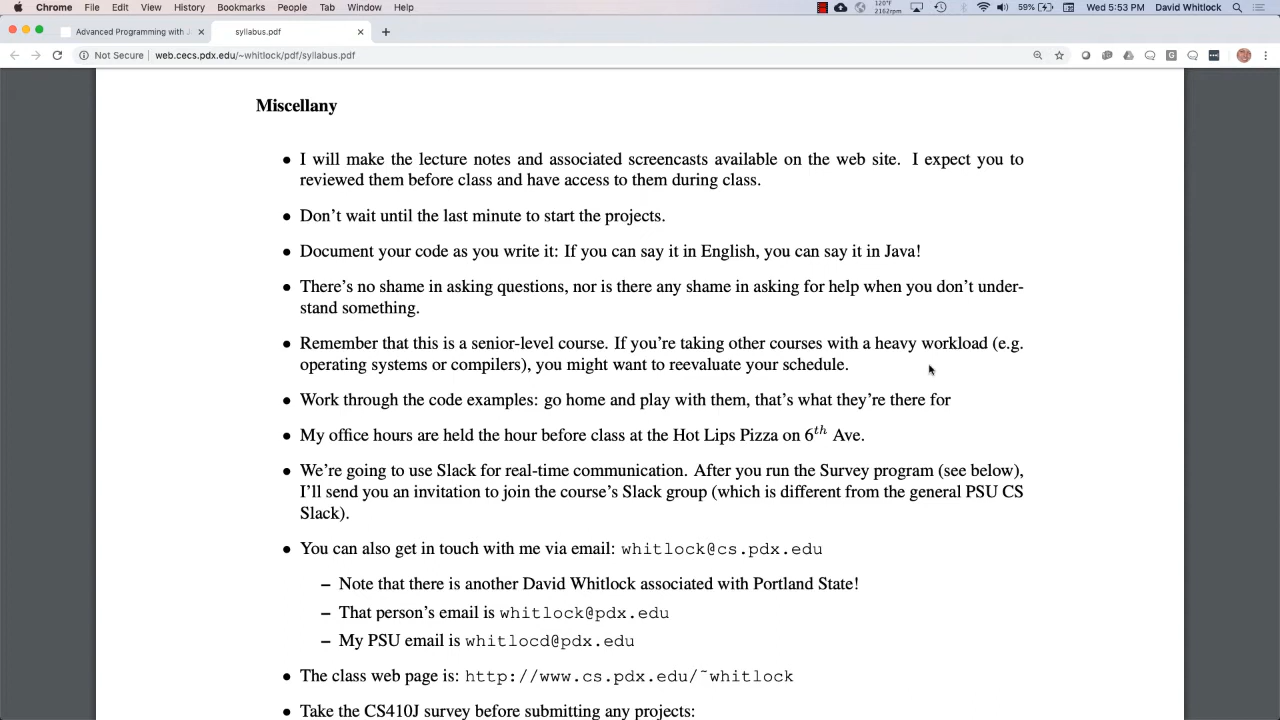 Chrome File Edit View History Bookmarks People Tab Window Help 120°F 2162rpm 59% Wed 5:53 PM David Whitlock
Advanced Programming with J syllabus.pdf
Not Secure | web.cecs.pdx.edu/~whitlock/pdf/syllabus.pdf
Miscellany
• I will make the lecture notes and associated screencasts available on the web site. I expect you to
reviewed them before class and have access to them during class.
• Don't wait until the last minute to start the projects.
• Document your code as you write it: If you can say it in English, you can say it in Java!
• There's no shame in asking questions, nor is there any shame in asking for help when you don't under-
stand something.
• Remember that this is a senior-level course. If you're taking other courses with a heavy workload (e.g.
operating systems or compilers), you might want to reevaluate your schedule.
• Work through the code examples: go home and play with them, that's what they're there for
• My office hours are held the hour before class at the Hot Lips Pizza on 6th Ave.
• We're going to use Slack for real-time communication. After you run the Survey program (see below),
I'll send you an invitation to join the course's Slack group (which is different from the general PSU CS
Slack).
• You can also get in touch with me via email: whitlock@cs.pdx.edu
– Note that there is another David Whitlock associated with Portland State!
– That person's email is whitlock@pdx.edu
– My PSU email is whitlocd@pdx.edu
• The class web page is: http://www.cs.pdx.edu/~whitlock
• Take the CS410J survey before submitting any projects: